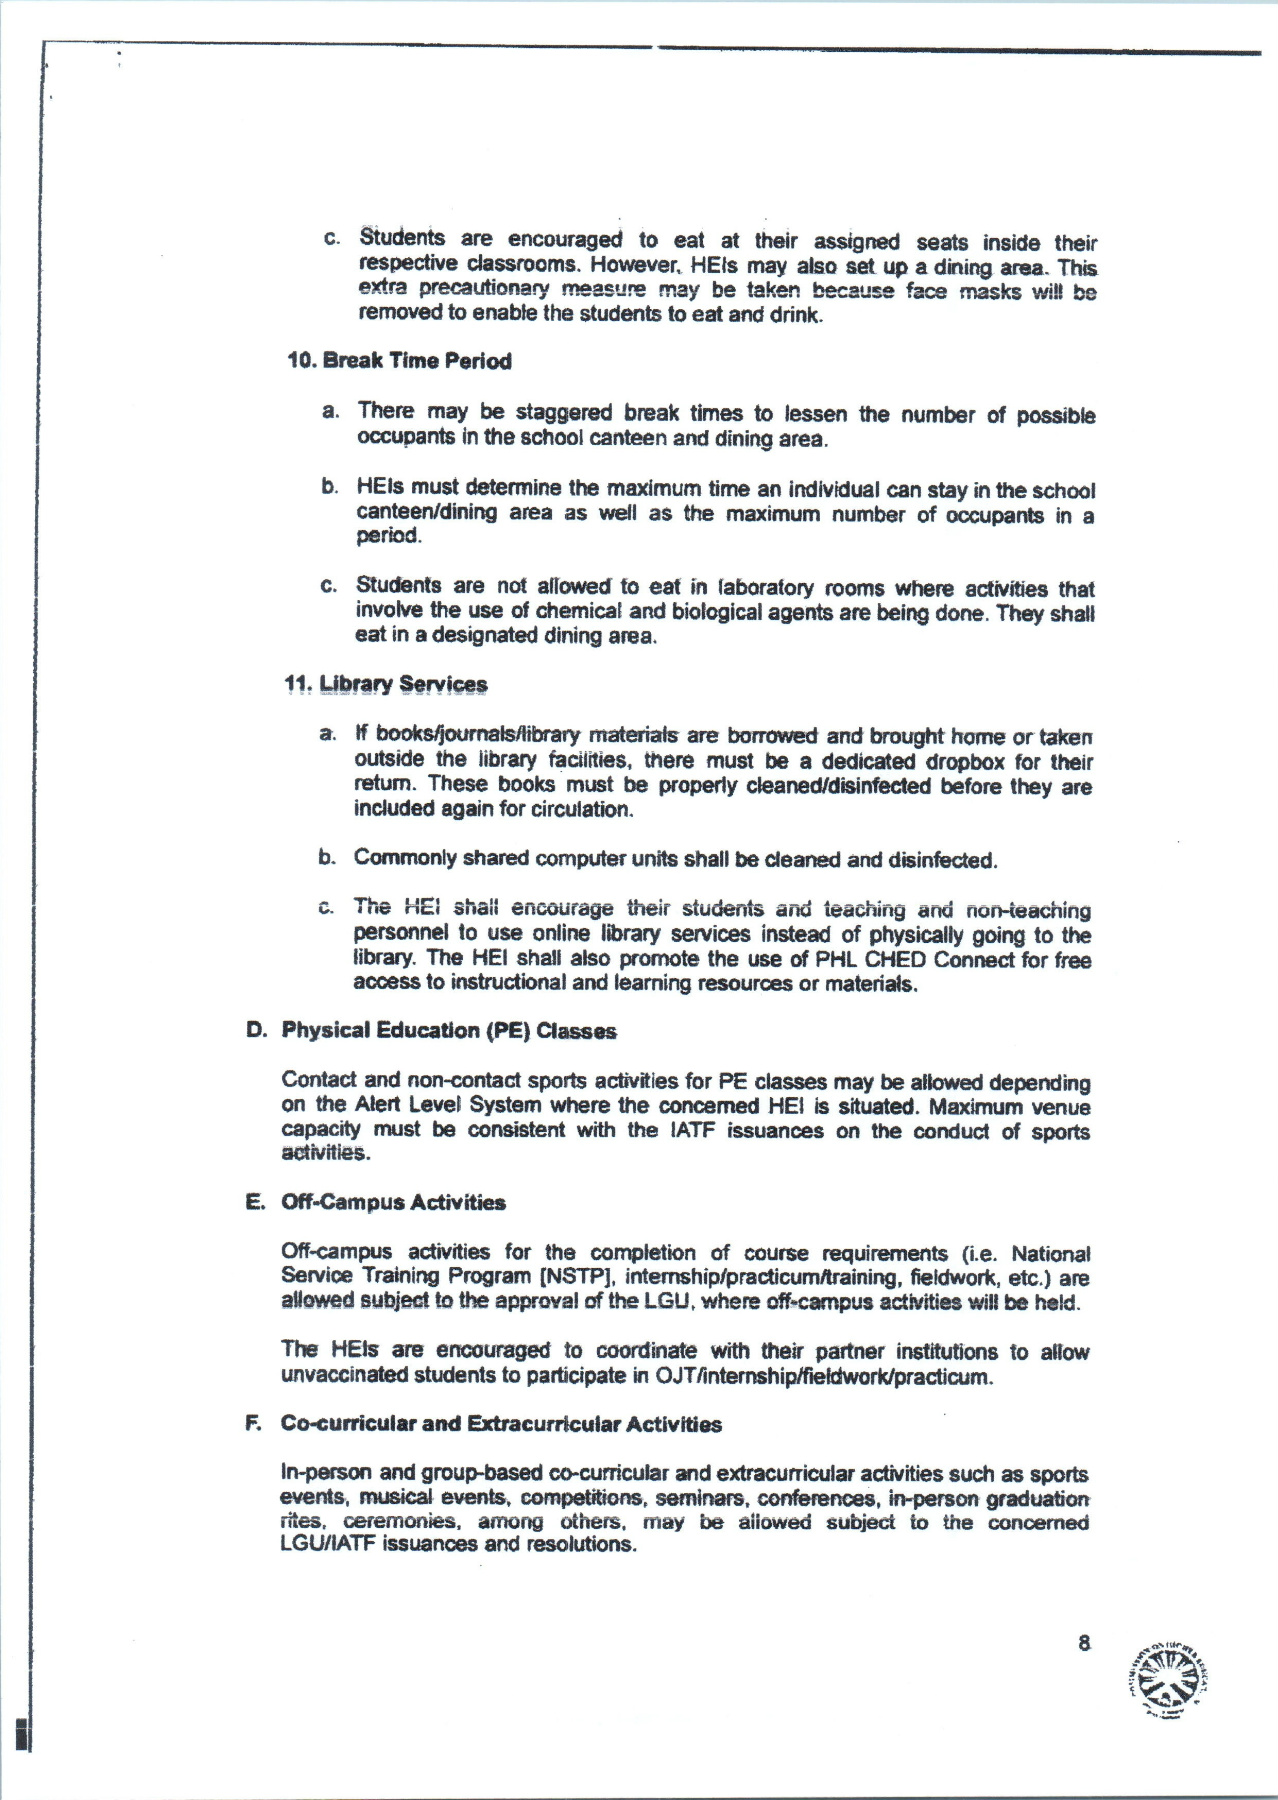 c. Students are encouraged to eat at their assigned seats inside their
respective classrooms. However, HEIs may also set up a dining area. This
extra precautionary measure may be taken because face masks will be
removed to enable the students to eat and drink.
10. Break Time Period
a. There may be staggered break times to lessen the number of possible
occupants in the school canteen and dining area.
b. HEIs must determine the maximum time an individual can stay in the school
canteen/dining area as well as the maximum number of occupants in a
period.
c. Students are not allowed to eat in laboratory rooms where activities that
involve the use of chemical and biological agents are being done. They shall
eat in a designated dining area.
11. Library Services
a. If books/journals/library materials are borrowed and brought home or taken
outside the library facilities, there must be a dedicated dropbox for their
return. These books must be properly cleaned/disinfected before they are
included again for circulation.
b. Commonly shared computer units shall be cleaned and disinfected.
c. The HEI shall encourage their students and teaching and non-teaching
personnel to use online library services instead of physically going to the
library. The HEI shall also promote the use of PHL CHED Connect for free
access to instructional and learning resources or materials.
D. Physical Education (PE) Classes
Contact and non-contact sports activities for PE classes may be allowed depending
on the Alert Level System where the concerned HEI is situated. Maximum venue
capacity must be consistent with the IATF issuances on the conduct of sports
activities.
E. Off-Campus Activities
Off-campus activities for the completion of course requirements (i.e. National
Service Training Program [NSTP], internship/practicum/training, fieldwork, etc.) are
allowed subject to the approval of the LGU, where off-campus activities will be held.
The HEIs are encouraged to coordinate with their partner institutions to allow
unvaccinated students to participate in OJT/internship/fieldwork/practicum.
F. Co-curricular and Extracurricular Activities
In-person and group-based co-curricular and extracurricular activities such as sports
events, musical events, competitions, seminars, conferences, in-person graduation
rites, ceremonies, among others, may be allowed subject to the concerned
LGU/IATF issuances and resolutions.
8